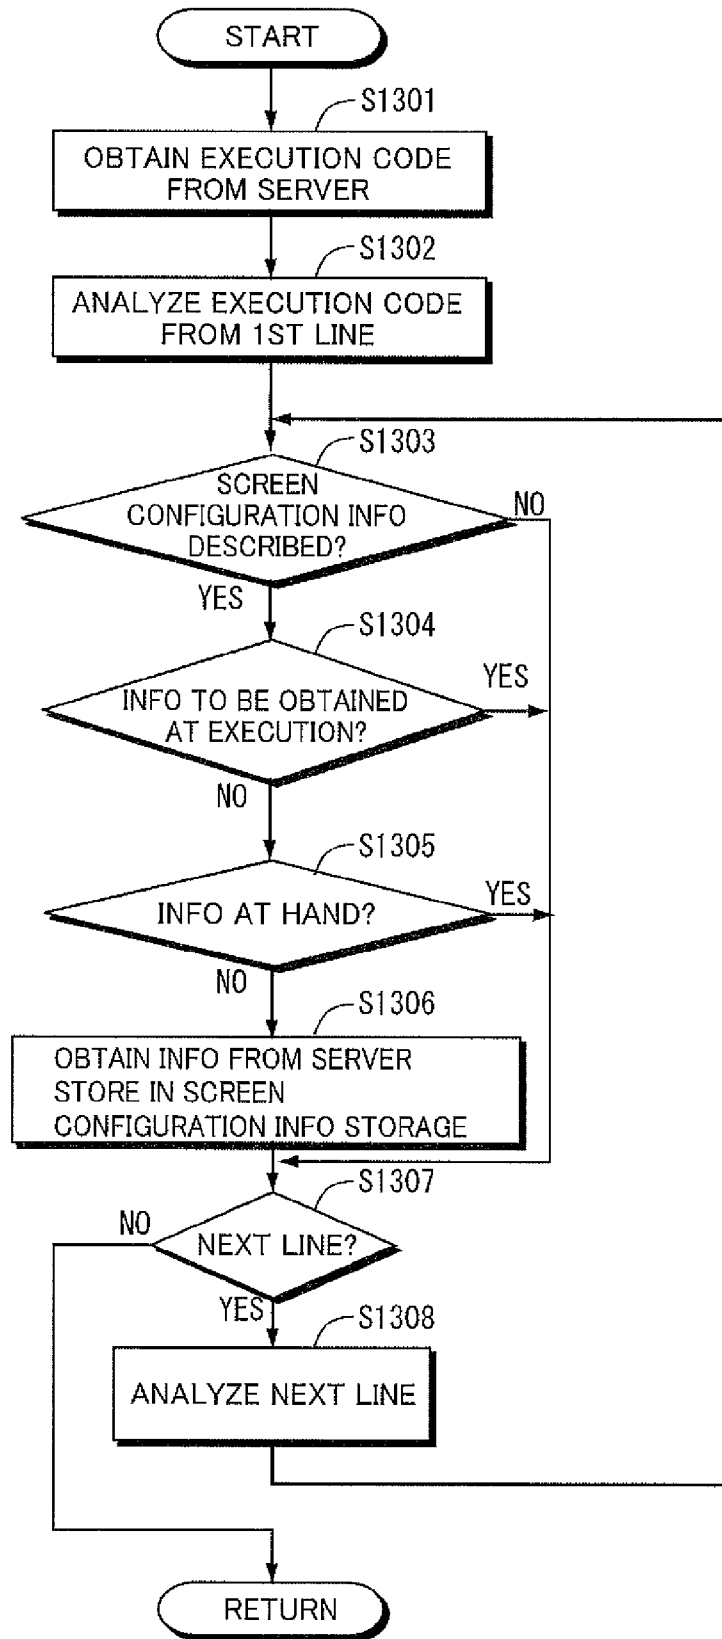 START
S1301
OBTAIN EXECUTION CODE
FROM SERVER
S1302
ANALYZE EXECUTION CODE
FROM 1ST LINE
S1303
SCREEN
CONFIGURATION INFO
DESCRIBED?
NO
YES
S1304
INFO TO BE OBTAINED
AT EXECUTION?
YES
NO
S1305
INFO AT HAND?
YES
NO
S1306
OBTAIN INFO FROM SERVER
STORE IN SCREEN
CONFIGURATION INFO STORAGE
S1307
NEXT LINE?
NO
YES
S1308
ANALYZE NEXT LINE
RETURN